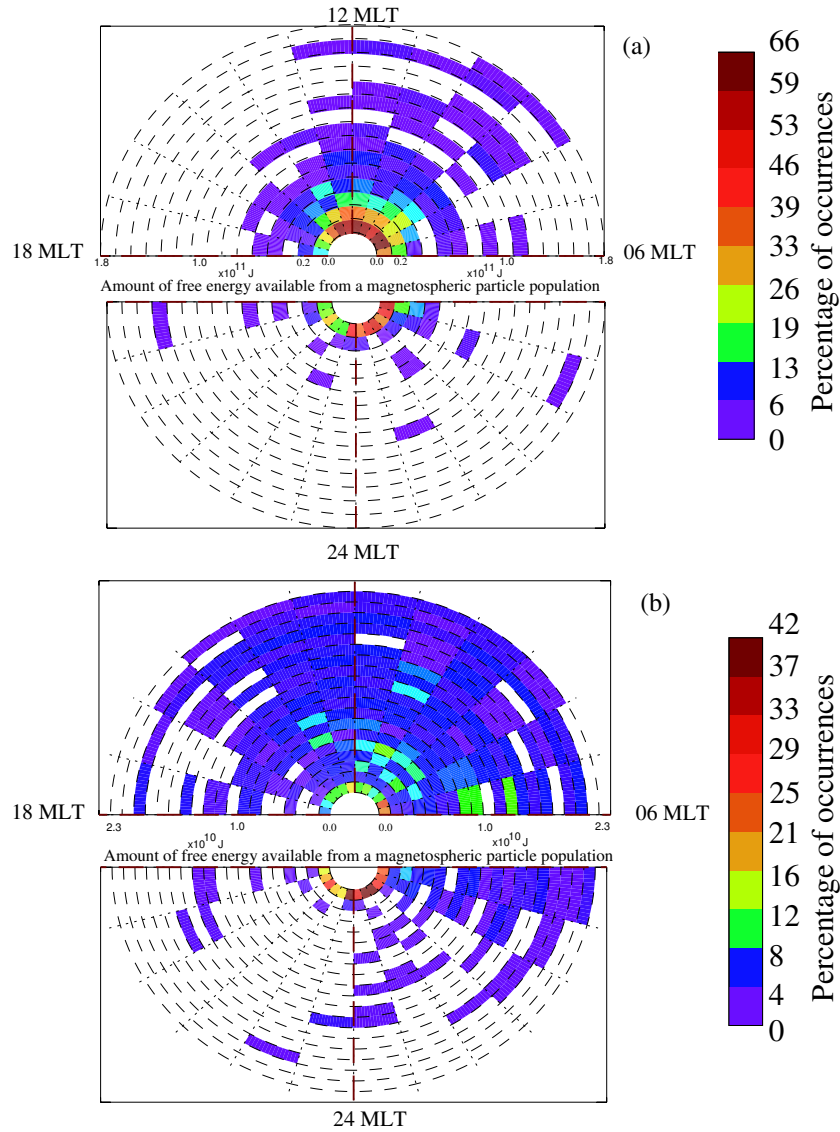 12 MLT
(a)
18 MLT
06 MLT
1.8
1.0
0.2
0.0
0.0
0.2
1.0
1.8
x10¹¹ J
x10¹¹ J
Amount of free energy available from a magnetospheric particle population
24 MLT
66
59
53
46
39
33
26
19
13
6
0
Percentage of occurrences
(b)
18 MLT
06 MLT
2.3
1.0
0.0
0.0
1.0
2.3
x10¹⁰ J
x10¹⁰ J
Amount of free energy available from a magnetospheric particle population
24 MLT
42
37
33
29
25
21
16
12
8
4
0
Percentage of occurrences